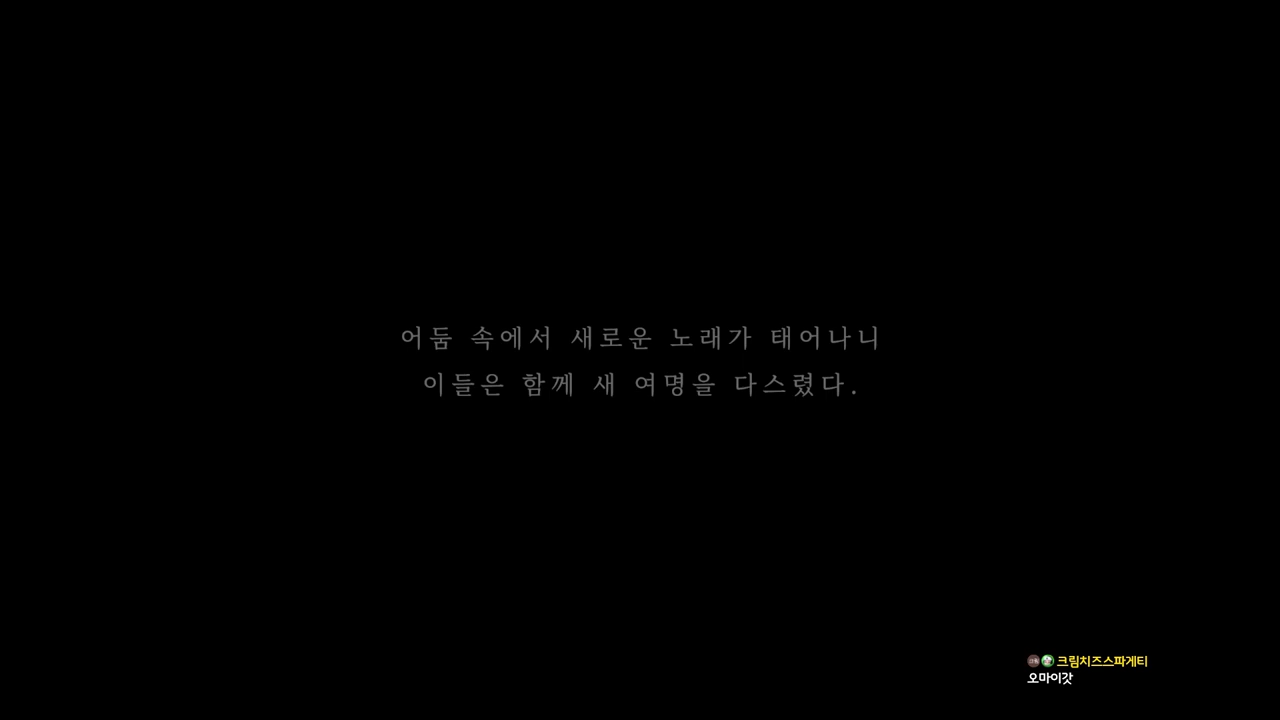 어둠 속에서 새로운 노래가 태어나니
이들은 함께 새 여명을 다스렸다.
크림치즈스파게티
오마이갓